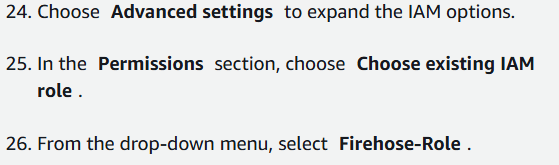 24. Choose Advanced settings to expand the IAM options.
25. In the Permissions section, choose Choose existing IAM
role .
26. From the drop-down menu, select Firehose-Role .